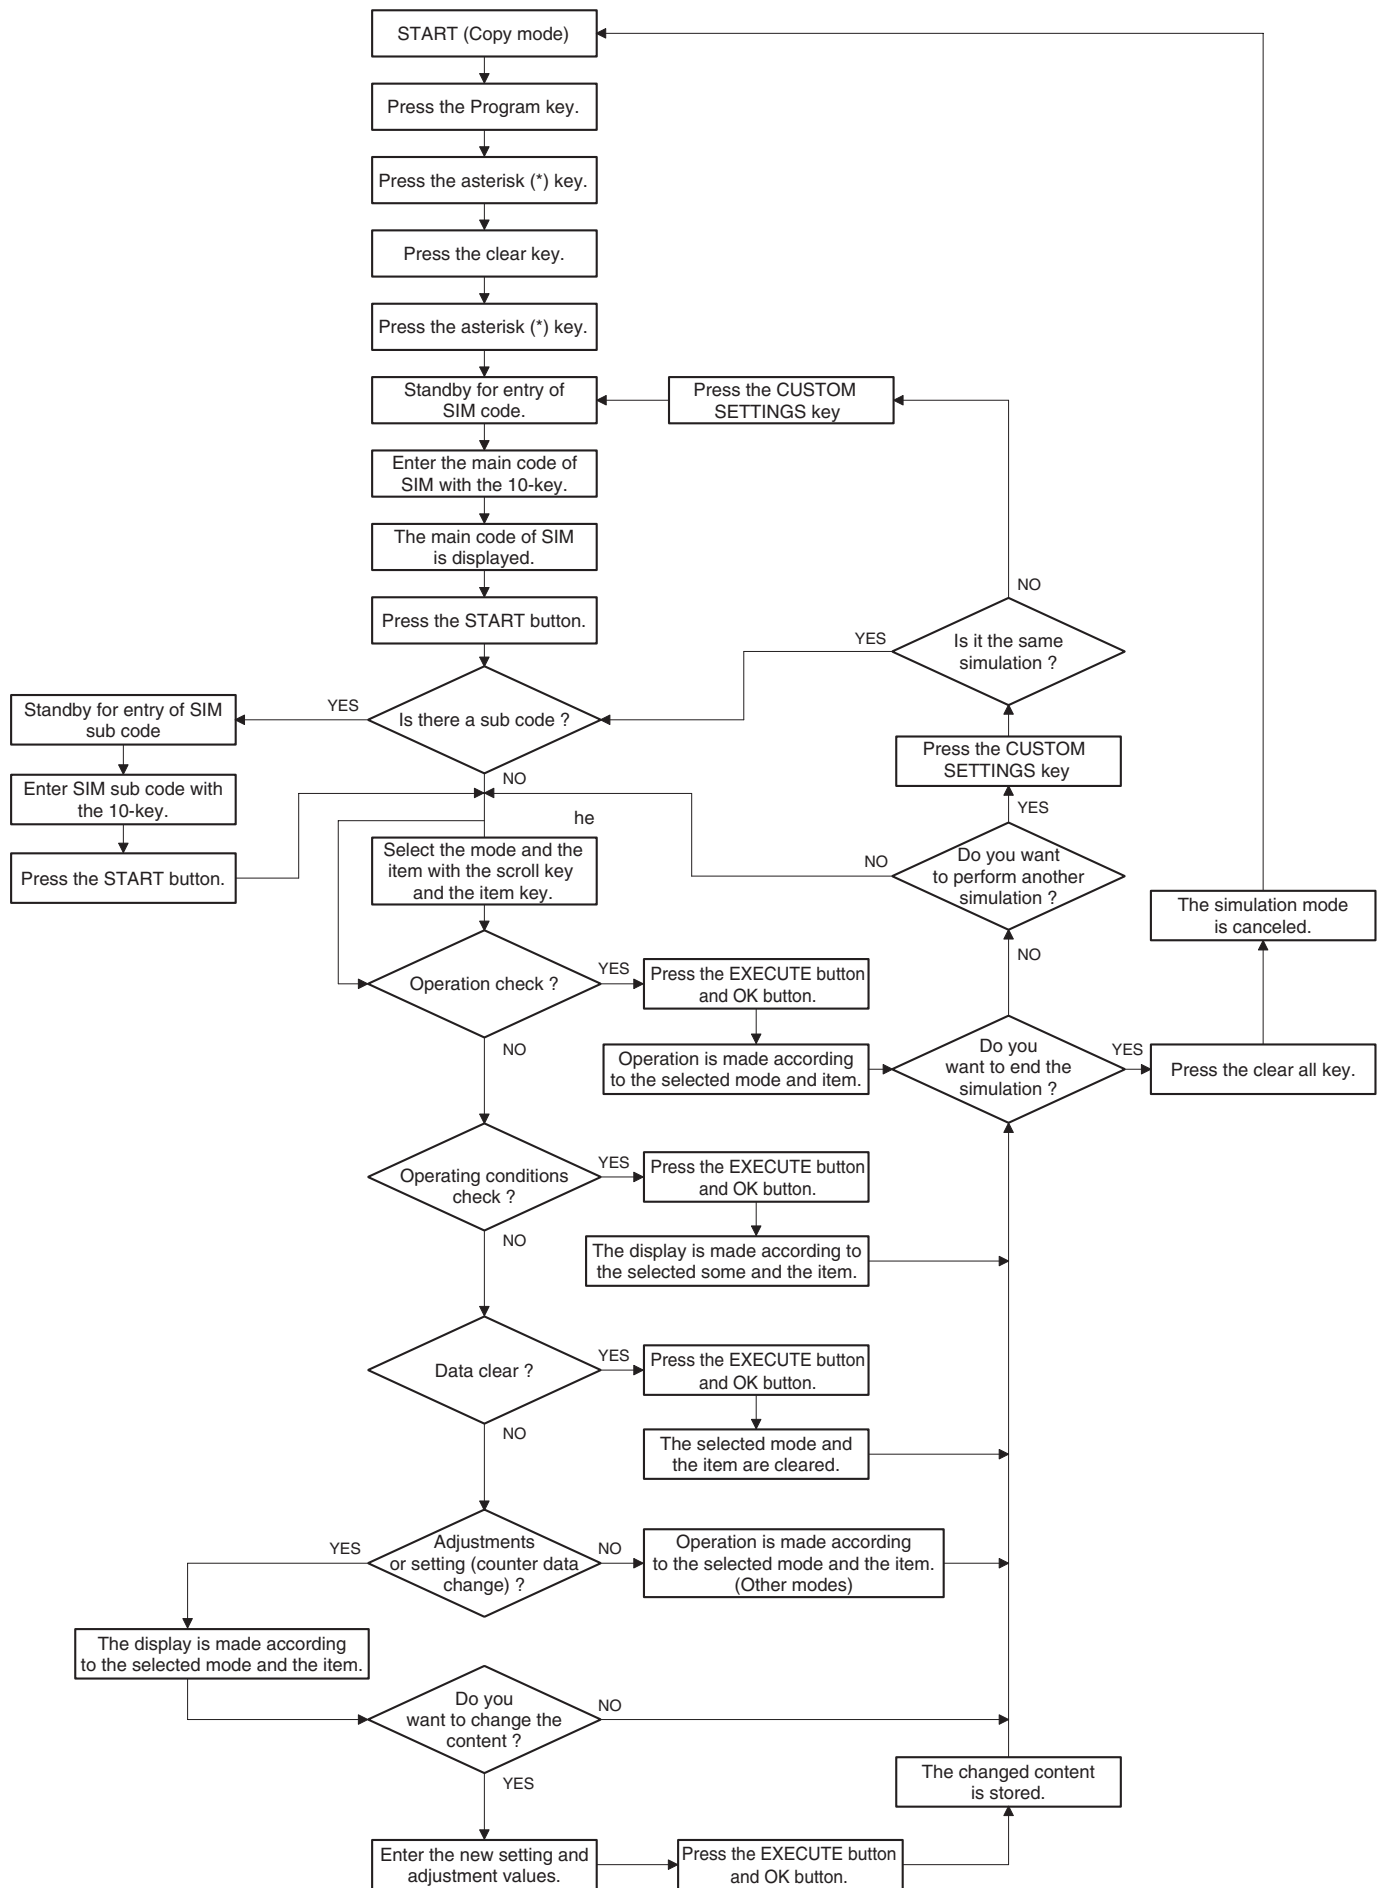 START (Copy mode)
Press the Program key.
Press the asterisk (*) key.
Press the clear key.
Press the asterisk (*) key.
Standby for entry of
SIM code.
Press the CUSTOM
SETTINGS key
Enter the main code of
SIM with the 10-key.
The main code of SIM
is displayed.
Press the START button.
NO
Is it the same
simulation ?
YES
Is there a sub code ?
YES
NO
Standby for entry of SIM
sub code
Enter SIM sub code with
the 10-key.
Press the START button.
Press the CUSTOM
SETTINGS key
YES
he
Select the mode and the
item with the scroll key
and the item key.
NO
Do you want
to perform another
simulation ?
The simulation mode
is canceled.
NO
Operation check ?
YES
Press the EXECUTE button
and OK button.
NO
Operation is made according
to the selected mode and item.
Do you
want to end the
simulation ?
YES
Press the clear all key.
Operating conditions
check ?
YES
Press the EXECUTE button
and OK button.
NO
The display is made according to
the selected some and the item.
Data clear ?
YES
Press the EXECUTE button
and OK button.
NO
The selected mode and
the item are cleared.
YES
Adjustments
or setting (counter data
change) ?
NO
Operation is made according
to the selected mode and the item.
(Other modes)
The display is made according
to the selected mode and the item.
Do you
want to change the
content ?
NO
YES
The changed content
is stored.
Enter the new setting and
adjustment values.
Press the EXECUTE button
and OK button.